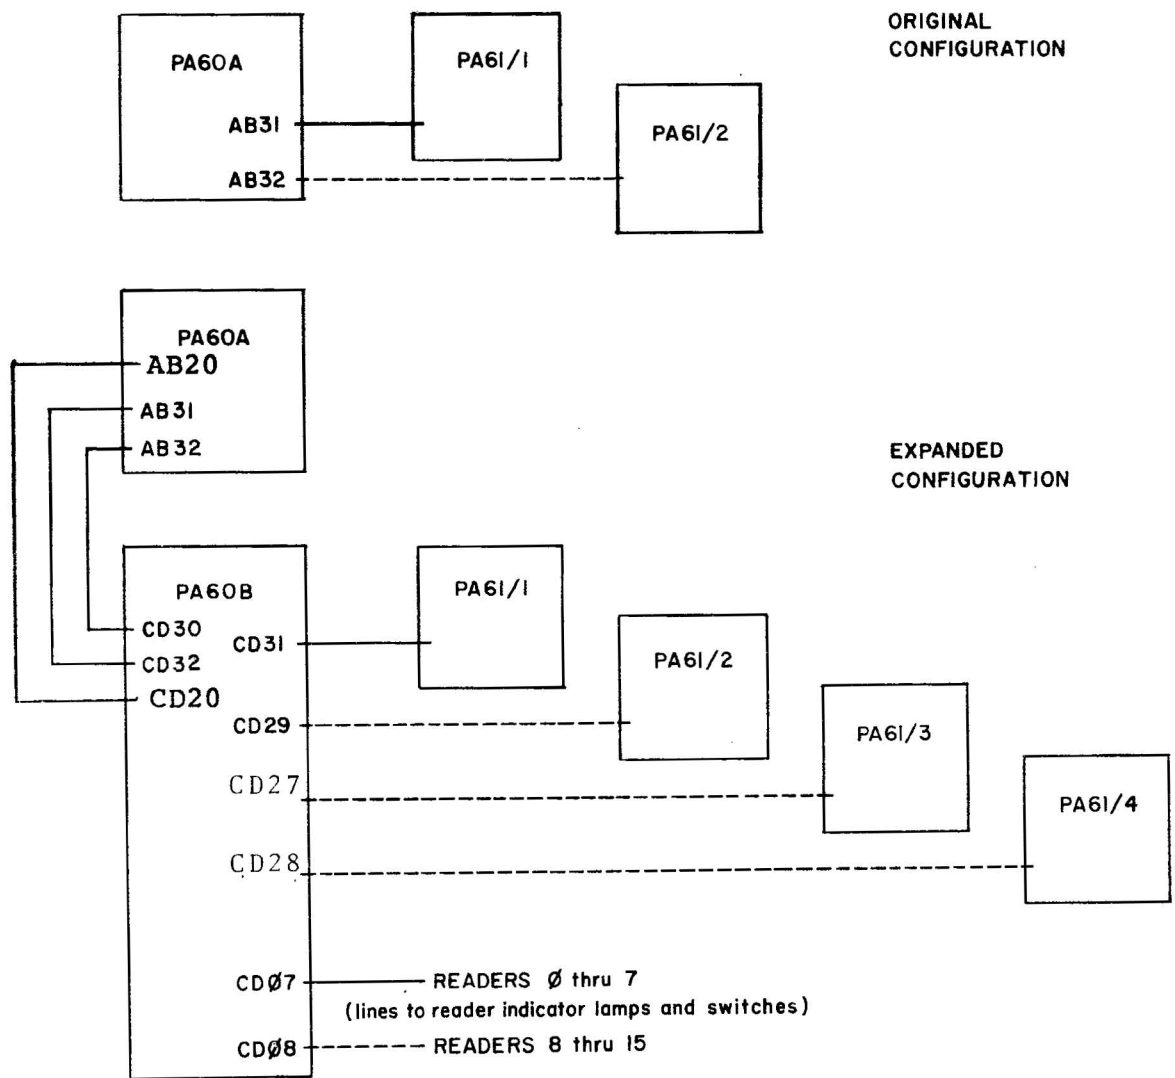 ORIGINAL
CONFIGURATION
PA60A
PA61/1
PA61/2
AB31
AB32
PA60A
AB20
AB31
AB32
EXPANDED
CONFIGURATION
PA60B
PA61/1
CD30
CD31
CD32
PA61/2
CD20
CD29
PA61/3
CD27
PA61/4
CD28
CDØ7 READERS Ø thru 7
(lines to reader indicator lamps and switches)
CDØ8 READERS 8 thru 15